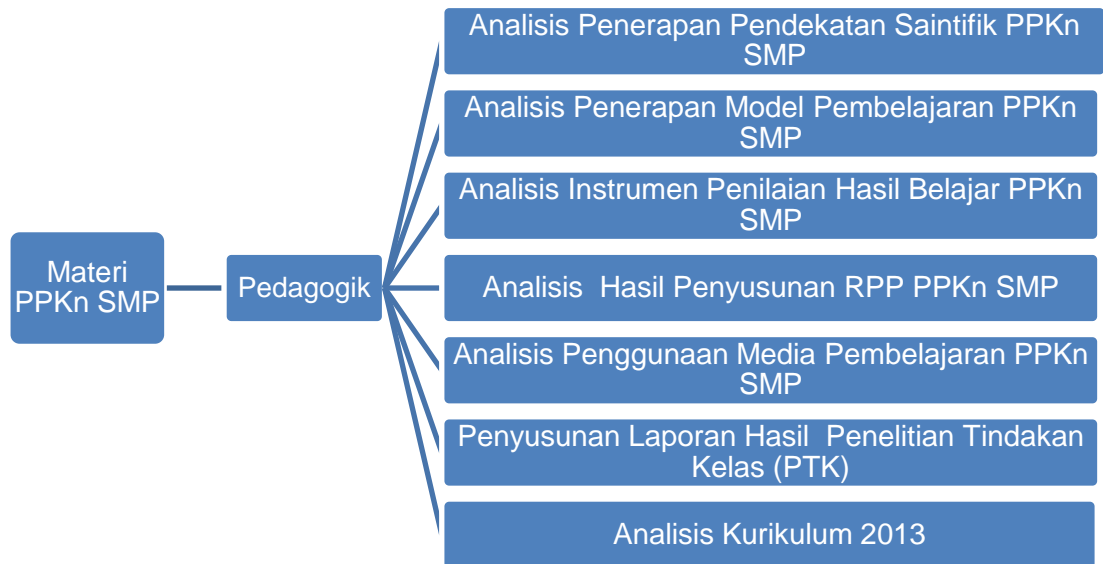 Materi
PPKn SMP
Pedagogik
Analisis Penerapan Pendekatan Saintifik PPKn
SMP
Analisis Penerapan Model Pembelajaran PPKn
SMP
Analisis Instrumen Penilaian Hasil Belajar PPKn
SMP
Analisis Hasil Penyusunan RPP PPKn SMP
Analisis Penggunaan Media Pembelajaran PPKn
SMP
Penyusunan Laporan Hasil Penelitian Tindakan
Kelas (PTK)
Analisis Kurikulum 2013